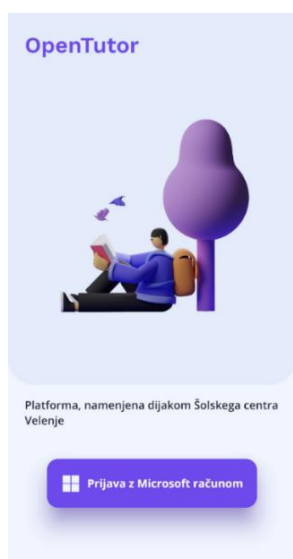 OpenTutor
Platforma, namenjena dijakom Šolskega centra
Velenje
Prijava z Microsoft računom